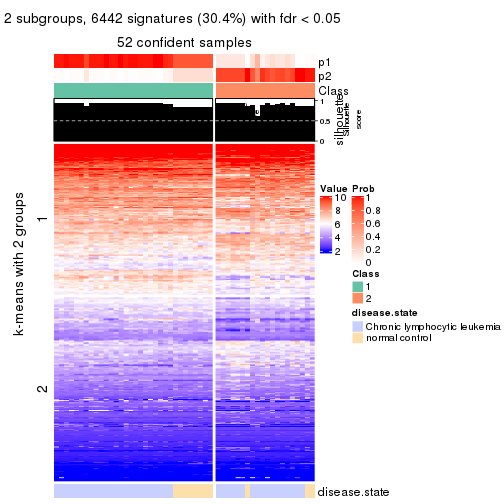 2 subgroups, 6442 signatures (30.4%) with fdr < 0.05
52 confident samples
p1
p2
Class
1
0.5
0
silhouette
Silhouette
score
k-means with 2 groups
1
2
Value
10
8
6
4
2
Prob
1
0.8
0.6
0.4
0.2
0
Class
1
2
disease.state
Chronic lymphocytic leukemia
normal control
disease.state